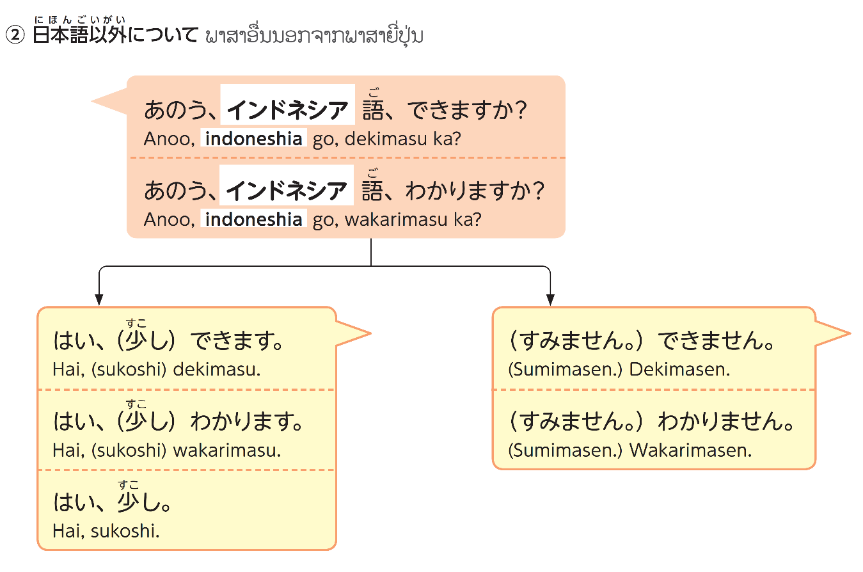 ② 日本語以外について ພາສາອື່ນນອກຈາກພາສາຍີ່ປຸ່ນ
にほんごいがい
あのう、インドネシア 語、できますか？
ご
Anoo, indoneshia go, dekimasu ka?
あのう、インドネシア 語、わかりますか？
ご
Anoo, indoneshia go, wakarimasu ka?
はい、（少し）できます。
すこ
Hai, (sukoshi) dekimasu.
はい、（少し）わかります。
すこ
Hai, (sukoshi) wakarimasu.
はい、少し。
すこ
Hai, sukoshi.
（すみません。）できません。
(Sumimasen.) Dekimasen.
（すみません。）わかりません。
(Sumimasen.) Wakarimasen.